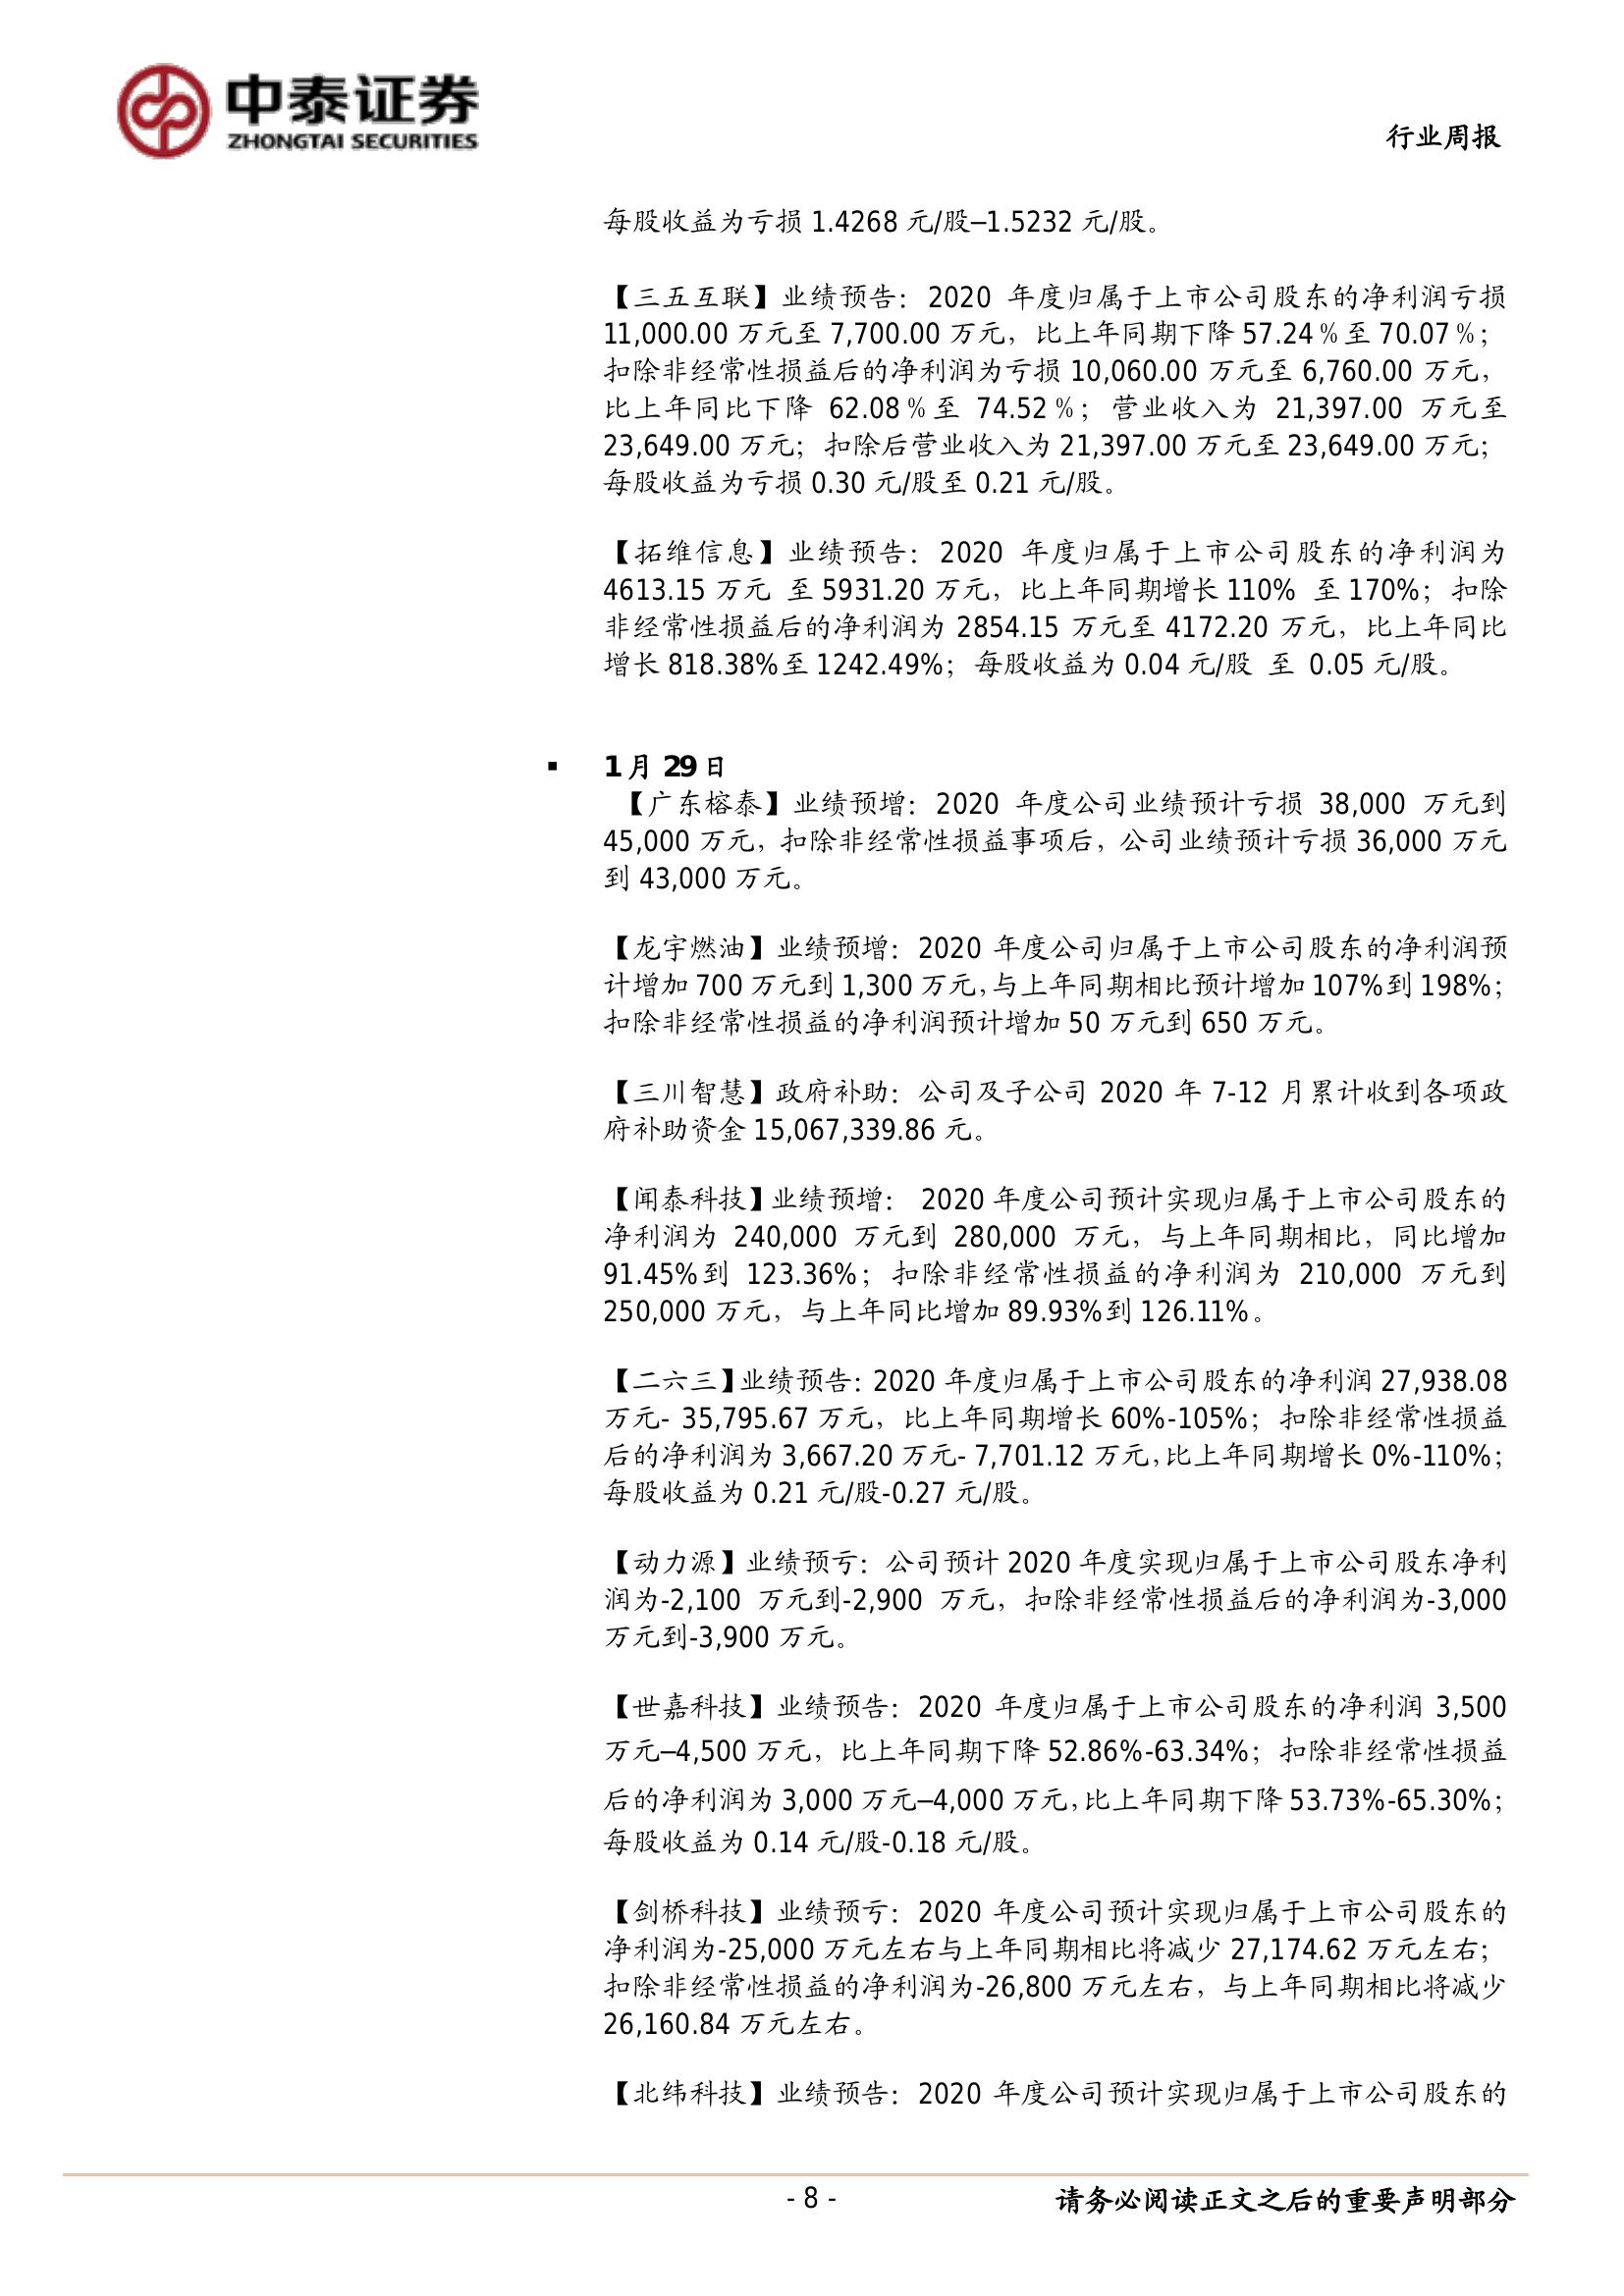 中泰证券
ZHONGTAI SECURITIES
行业周报
每股收益为亏损 1.4268 元/股–1.5232 元/股。
【三五互联】业绩预告：2020 年度归属于上市公司股东的净利润亏损
11,000.00 万元至 7,700.00 万元，比上年同期下降 57.24％至 70.07％；
扣除非经常性损益后的净利润为亏损 10,060.00 万元至 6,760.00 万元，
比上年同比下降 62.08％至 74.52％；营业收入为 21,397.00 万元至
23,649.00 万元；扣除后营业收入为 21,397.00 万元至 23,649.00 万元；
每股收益为亏损 0.30 元/股至 0.21 元/股。
【拓维信息】业绩预告：2020 年度归属于上市公司股东的净利润为
4613.15 万元 至 5931.20 万元，比上年同期增长 110% 至 170%；扣除
非经常性损益后的净利润为 2854.15 万元至 4172.20 万元，比上年同比
增长 818.38%至 1242.49%；每股收益为 0.04 元/股 至 0.05 元/股。
▪ 1 月 29 日
【广东榕泰】业绩预增：2020 年度公司业绩预计亏损 38,000 万元到
45,000 万元，扣除非经常性损益事项后，公司业绩预计亏损 36,000 万元
到 43,000 万元。
【龙宇燃油】业绩预增：2020 年度公司归属于上市公司股东的净利润预
计增加 700 万元到 1,300 万元，与上年同期相比预计增加 107%到 198%；
扣除非经常性损益的净利润预计增加 50 万元到 650 万元。
【三川智慧】政府补助：公司及子公司 2020 年 7-12 月累计收到各项政
府补助资金 15,067,339.86 元。
【闻泰科技】业绩预增： 2020 年度公司预计实现归属于上市公司股东的
净利润为 240,000 万元到 280,000 万元，与上年同期相比，同比增加
91.45%到 123.36%；扣除非经常性损益的净利润为 210,000 万元到
250,000 万元，与上年同比增加 89.93%到 126.11%。
【二六三】业绩预告：2020 年度归属于上市公司股东的净利润 27,938.08
万元- 35,795.67 万元，比上年同期增长 60%-105%；扣除非经常性损益
后的净利润为 3,667.20 万元- 7,701.12 万元，比上年同期增长 0%-110%；
每股收益为 0.21 元/股-0.27 元/股。
【动力源】业绩预亏：公司预计 2020 年度实现归属于上市公司股东净利
润为-2,100 万元到-2,900 万元，扣除非经常性损益后的净利润为-3,000
万元到-3,900 万元。
【世嘉科技】业绩预告：2020 年度归属于上市公司股东的净利润 3,500
万元–4,500 万元，比上年同期下降 52.86%-63.34%；扣除非经常性损益
后的净利润为 3,000 万元–4,000 万元，比上年同期下降 53.73%-65.30%；
每股收益为 0.14 元/股-0.18 元/股。
【剑桥科技】业绩预亏：2020 年度公司预计实现归属于上市公司股东的
净利润为-25,000 万元左右与上年同期相比将减少 27,174.62 万元左右；
扣除非经常性损益的净利润为-26,800 万元左右，与上年同期相比将减少
26,160.84 万元左右。
【北纬科技】业绩预告：2020 年度公司预计实现归属于上市公司股东的
- 8 -
请务必阅读正文之后的重要声明部分